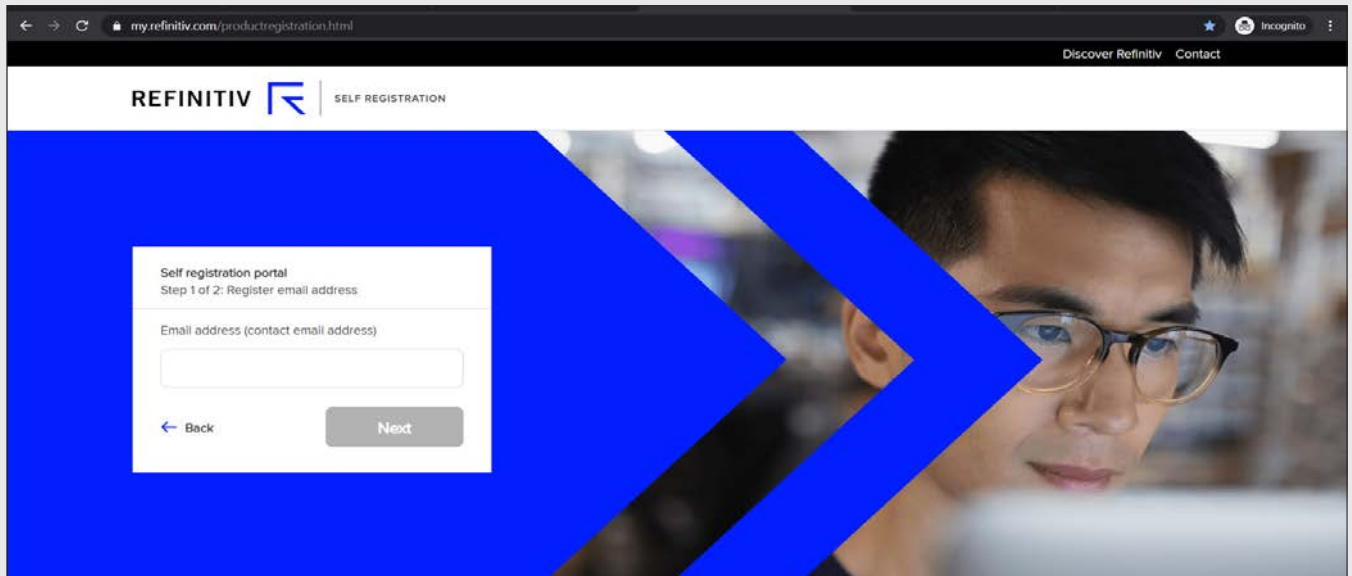 my.refinitiv.com/productregistration.html
Incognito
Discover Refinitiv Contact
REFINITIV SELF REGISTRATION
Self registration portal
Step 1 of 2: Register email address
Email address (contact email address)
Back Next